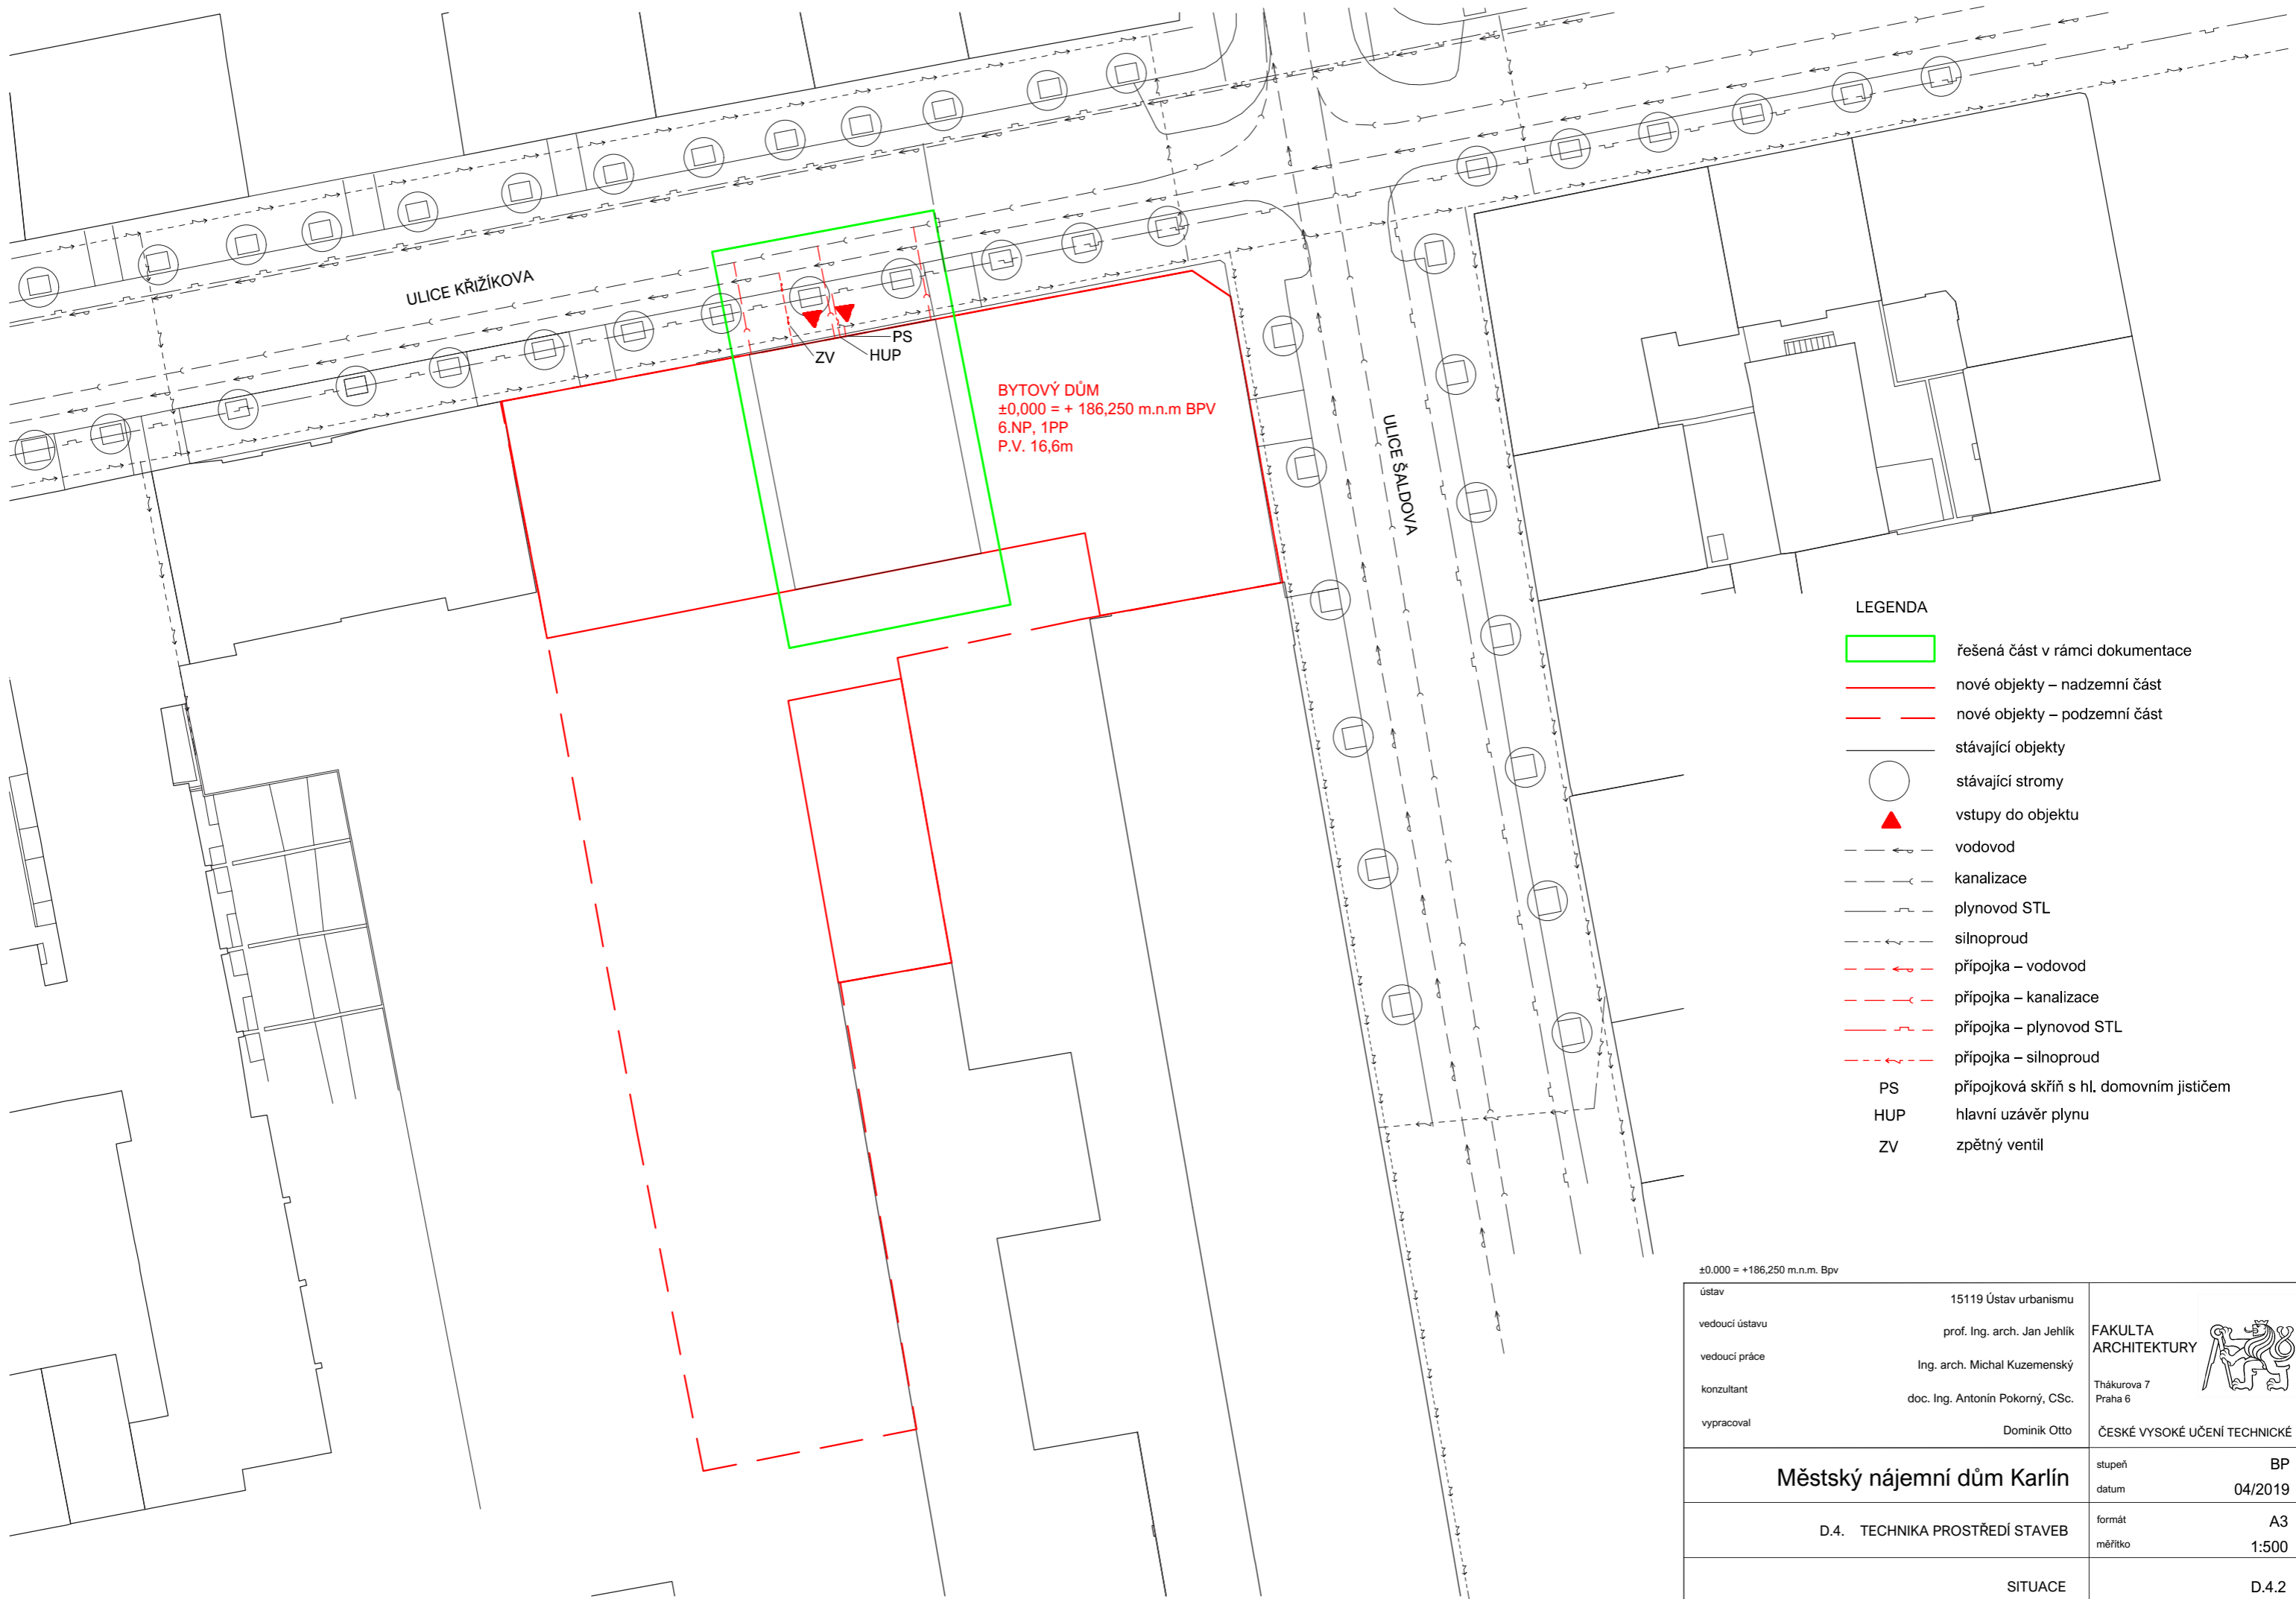 ULICE KŘIŽÍKOVA
PS
HUP
ZV
BYTOVÝ DŮM
±0,000 = + 186,250 m.n.m BPV
6.NP, 1PP
P.V. 16,6m
ULICE ŠALDOVA
LEGENDA
řešená část v rámci dokumentace
nové objekty – nadzemní část
nové objekty – podzemní část
stávající objekty
stávající stromy
vstupy do objektu
vodovod
kanalizace
plynovod STL
silnoproud
přípojka – vodovod
přípojka – kanalizace
přípojka – plynovod STL
přípojka – silnoproud
PS přípojková skříň s hl. domovním jističem
HUP hlavní uzávěr plynu
ZV zpětný ventil
±0.000 = +186,250 m.n.m. Bpv
ústav 15119 Ústav urbanismu
vedoucí ústavu prof. Ing. arch. Jan Jehlík
vedoucí práce Ing. arch. Michal Kuzemenský
konzultant doc. Ing. Antonín Pokorný, CSc.
vypracoval Dominik Otto
FAKULTA
ARCHITEKTURY
Thákurova 7
Praha 6
ČESKÉ VYSOKÉ UČENÍ TECHNICKÉ
Městský nájemní dům Karlín
stupeň BP
datum 04/2019
D.4. TECHNIKA PROSTŘEDÍ STAVEB
formát A3
měřítko 1:500
SITUACE D.4.2